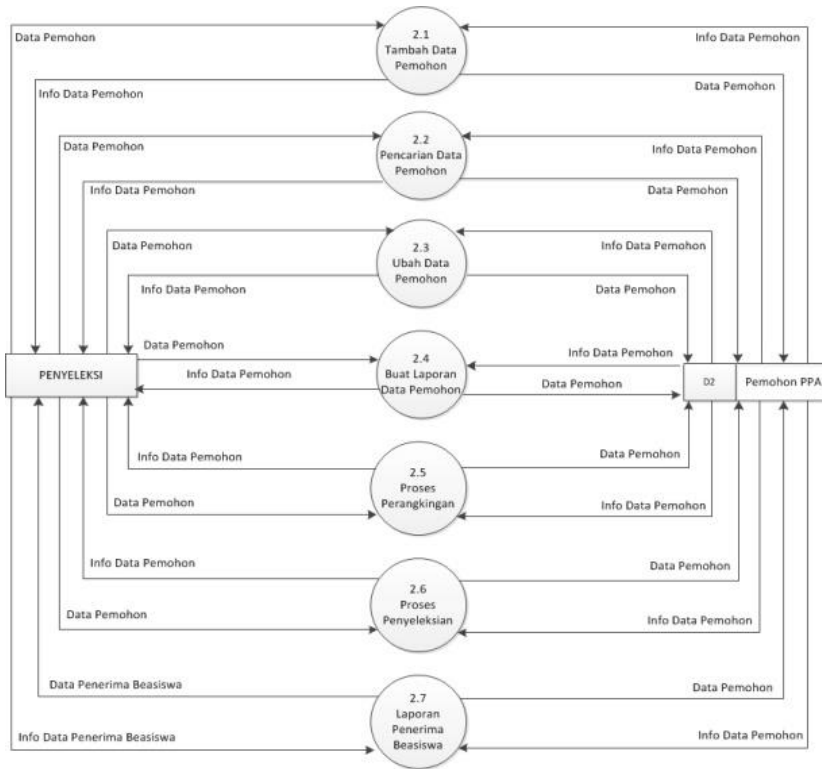 2.1
Tambah Data
Pemohon
Data Pemohon
Info Data Pemohon
Info Data Pemohon
Data Pemohon
2.2
Pencarian Data
Pemohon
Data Pemohon
Info Data Pemohon
Info Data Pemohon
Data Pemohon
2.3
Ubah Data
Pemohon
Data Pemohon
Info Data Pemohon
Info Data Pemohon
Data Pemohon
2.4
Buat Laporan
Data Pemohon
Data Pemohon
Info Data Pemohon
Info Data Pemohon
Data Pemohon
PENYELEKSI
D2
Pemohon PPA
2.5
Proses
Perangkingan
Info Data Pemohon
Data Pemohon
Data Pemohon
Info Data Pemohon
2.6
Proses
Penyeleksian
Info Data Pemohon
Data Pemohon
Data Pemohon
Info Data Pemohon
2.7
Laporan
Penerima
Beasiswa
Data Penerima Beasiswa
Data Pemohon
Info Data Penerima Beasiswa
Info Data Pemohon